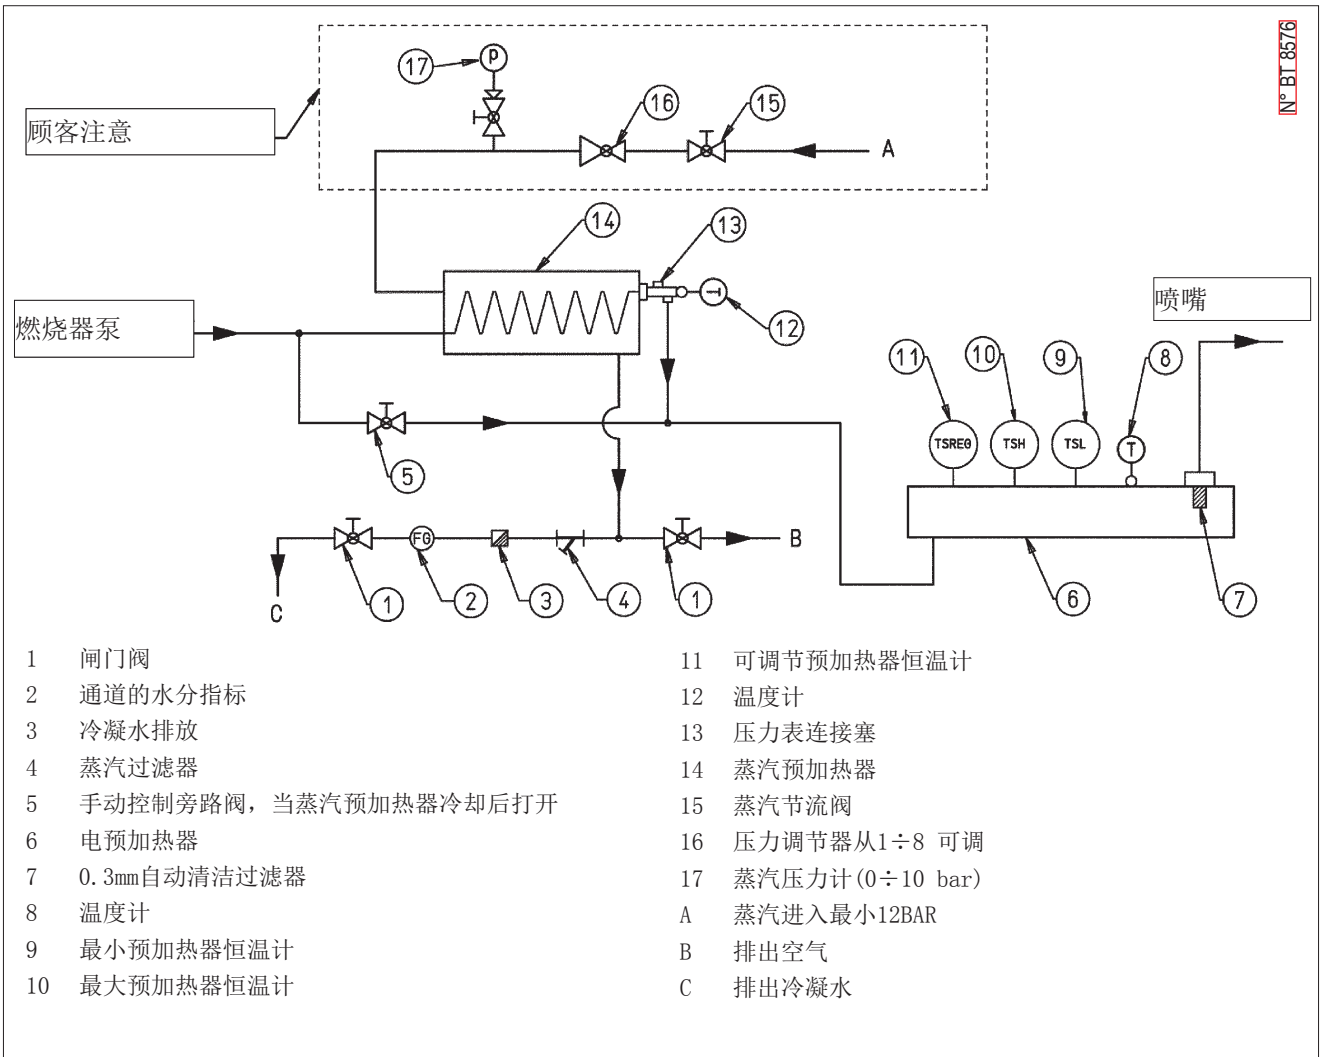 N° BT 8576
P
17
16
15
顾客注意
A
14
13
喷嘴
燃烧器泵
12
11
10
9
8
TSREG
TSH
TSL
T
5
FG
B
C
1
2
3
4
1
6
7
1 闸门阀
2 通道的水分指标
3 冷凝水排放
4 蒸汽过滤器
5 手动控制旁路阀，当蒸汽预加热器冷却后打开
6 电预加热器
7 0.3mm自动清洁过滤器
8 温度计
9 最小预加热器恒温计
10 最大预加热器恒温计
11 可调节预加热器恒温计
12 温度计
13 压力表连接塞
14 蒸汽预加热器
15 蒸汽节流阀
16 压力调节器从1÷8 可调
17 蒸汽压力计(0÷10 bar)
A 蒸汽进入最小12BAR
B 排出空气
C 排出冷凝水